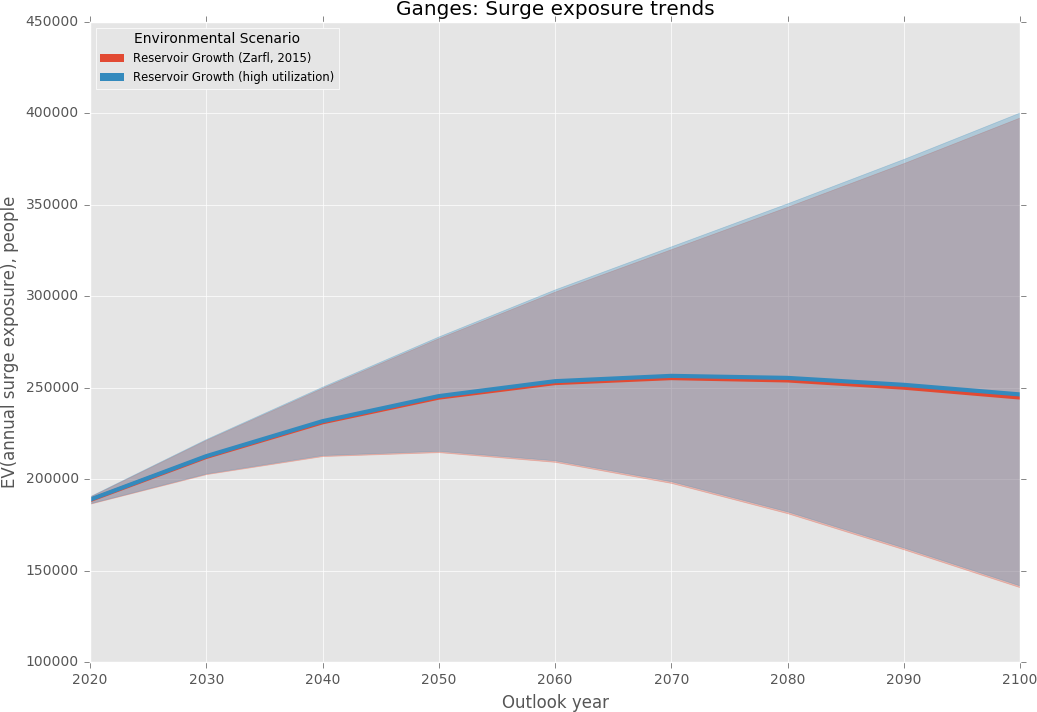 Ganges: Surge exposure trends
450000
400000
350000
300000
250000
200000
150000
100000
EV(annual surge exposure), people
Environmental Scenario
Reservoir Growth (Zarfl, 2015)
Reservoir Growth (high utilization)
2020 2030 2040 2050 2060 2070 2080 2090 2100
Outlook year